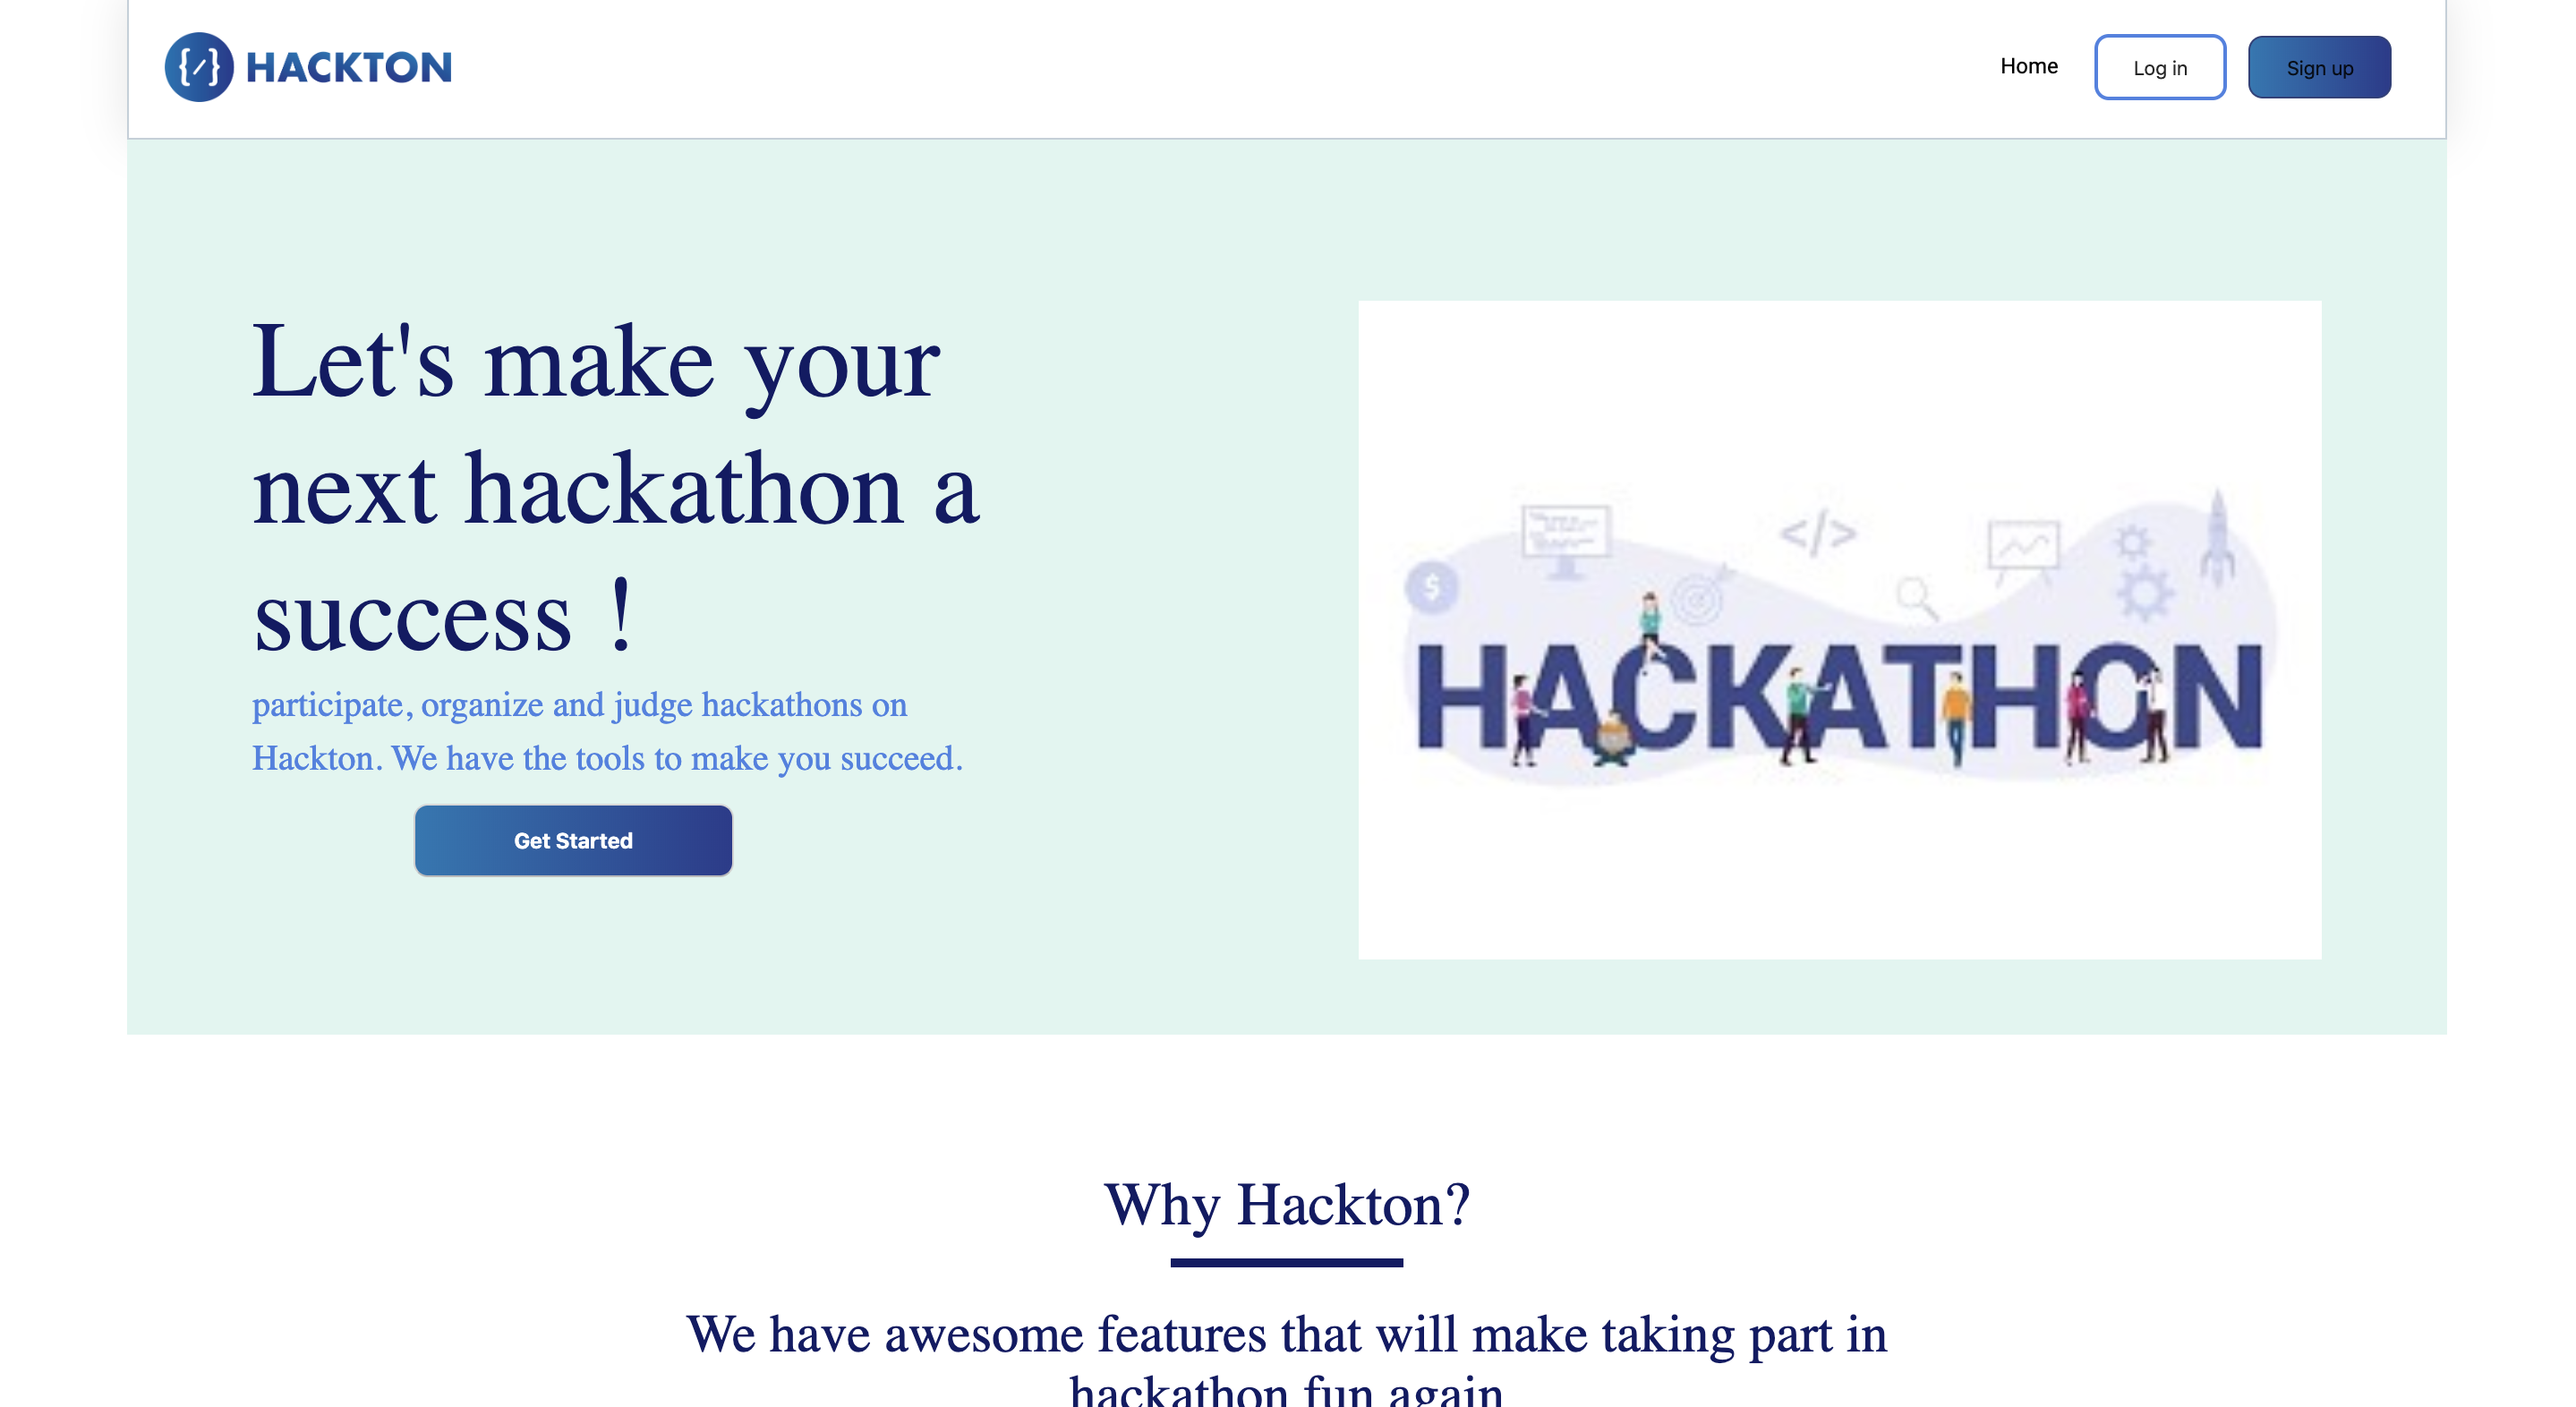 HACKTON
Home
Log in
Sign up
Let's make your
next hackathon a
success !
participate, organize and judge hackathons on
Hackton. We have the tools to make you succeed.
Get Started
$
</>
HACKATHON
Why Hackton?
We have awesome features that will make taking part in
hackathon fun again